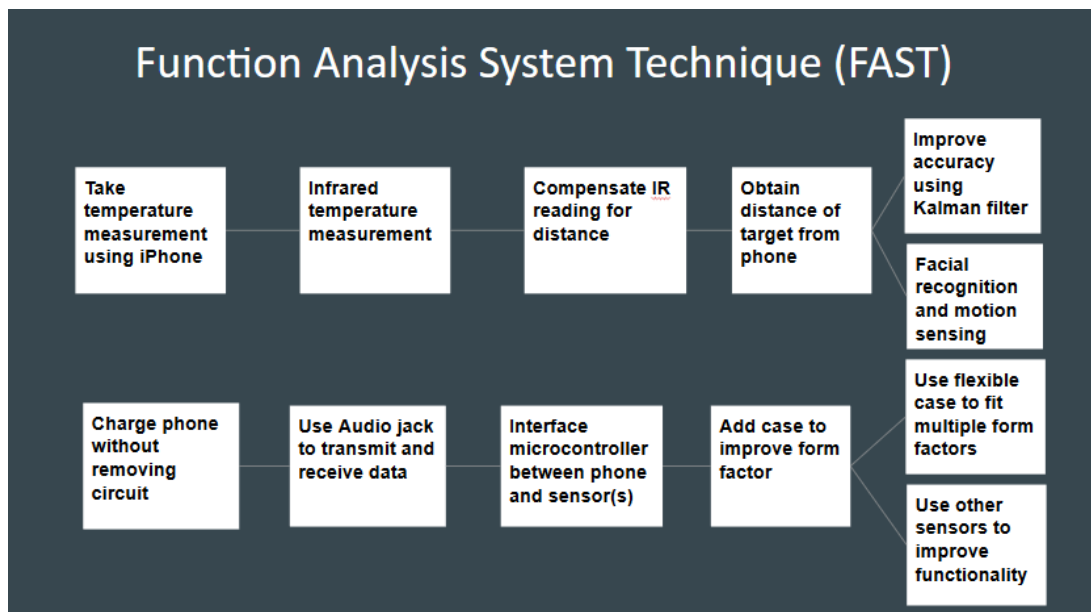 Function Analysis System Technique (FAST)
Take
temperature
measurement
using iPhone
Infrared
temperature
measurement
Compensate IR
reading for
distance
Obtain
distance of
target from
phone
Improve
accuracy
using
Kalman filter
Facial
recognition
and motion
sensing
Charge phone
without
removing
circuit
Use Audio jack
to transmit and
receive data
Interface
microcontroller
between phone
and sensor(s)
Add case to
improve form
factor
Use flexible
case to fit
multiple form
factors
Use other
sensors to
improve
functionality